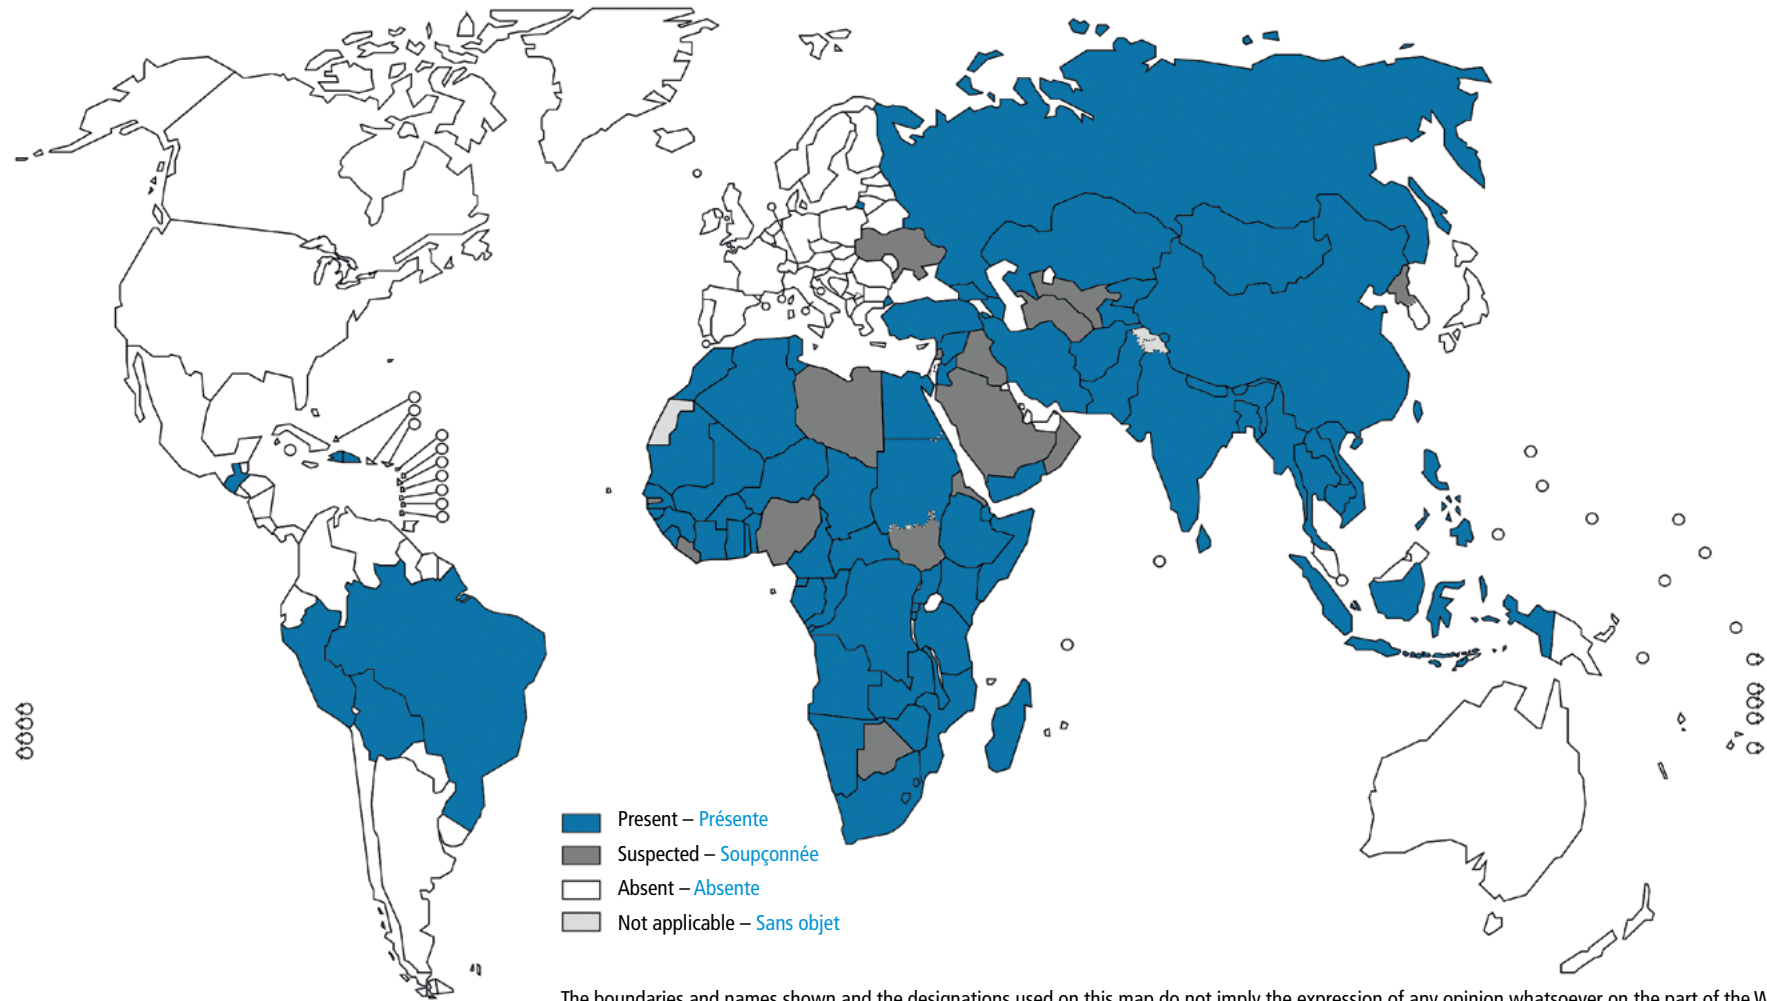 Present – Présente
Suspected – Soupçonnée
Absent – Absente
Not applicable – Sans objet
The boundaries and names shown and the designations used on this map do not imply the expression of any opinion whatsoever on the part of the W